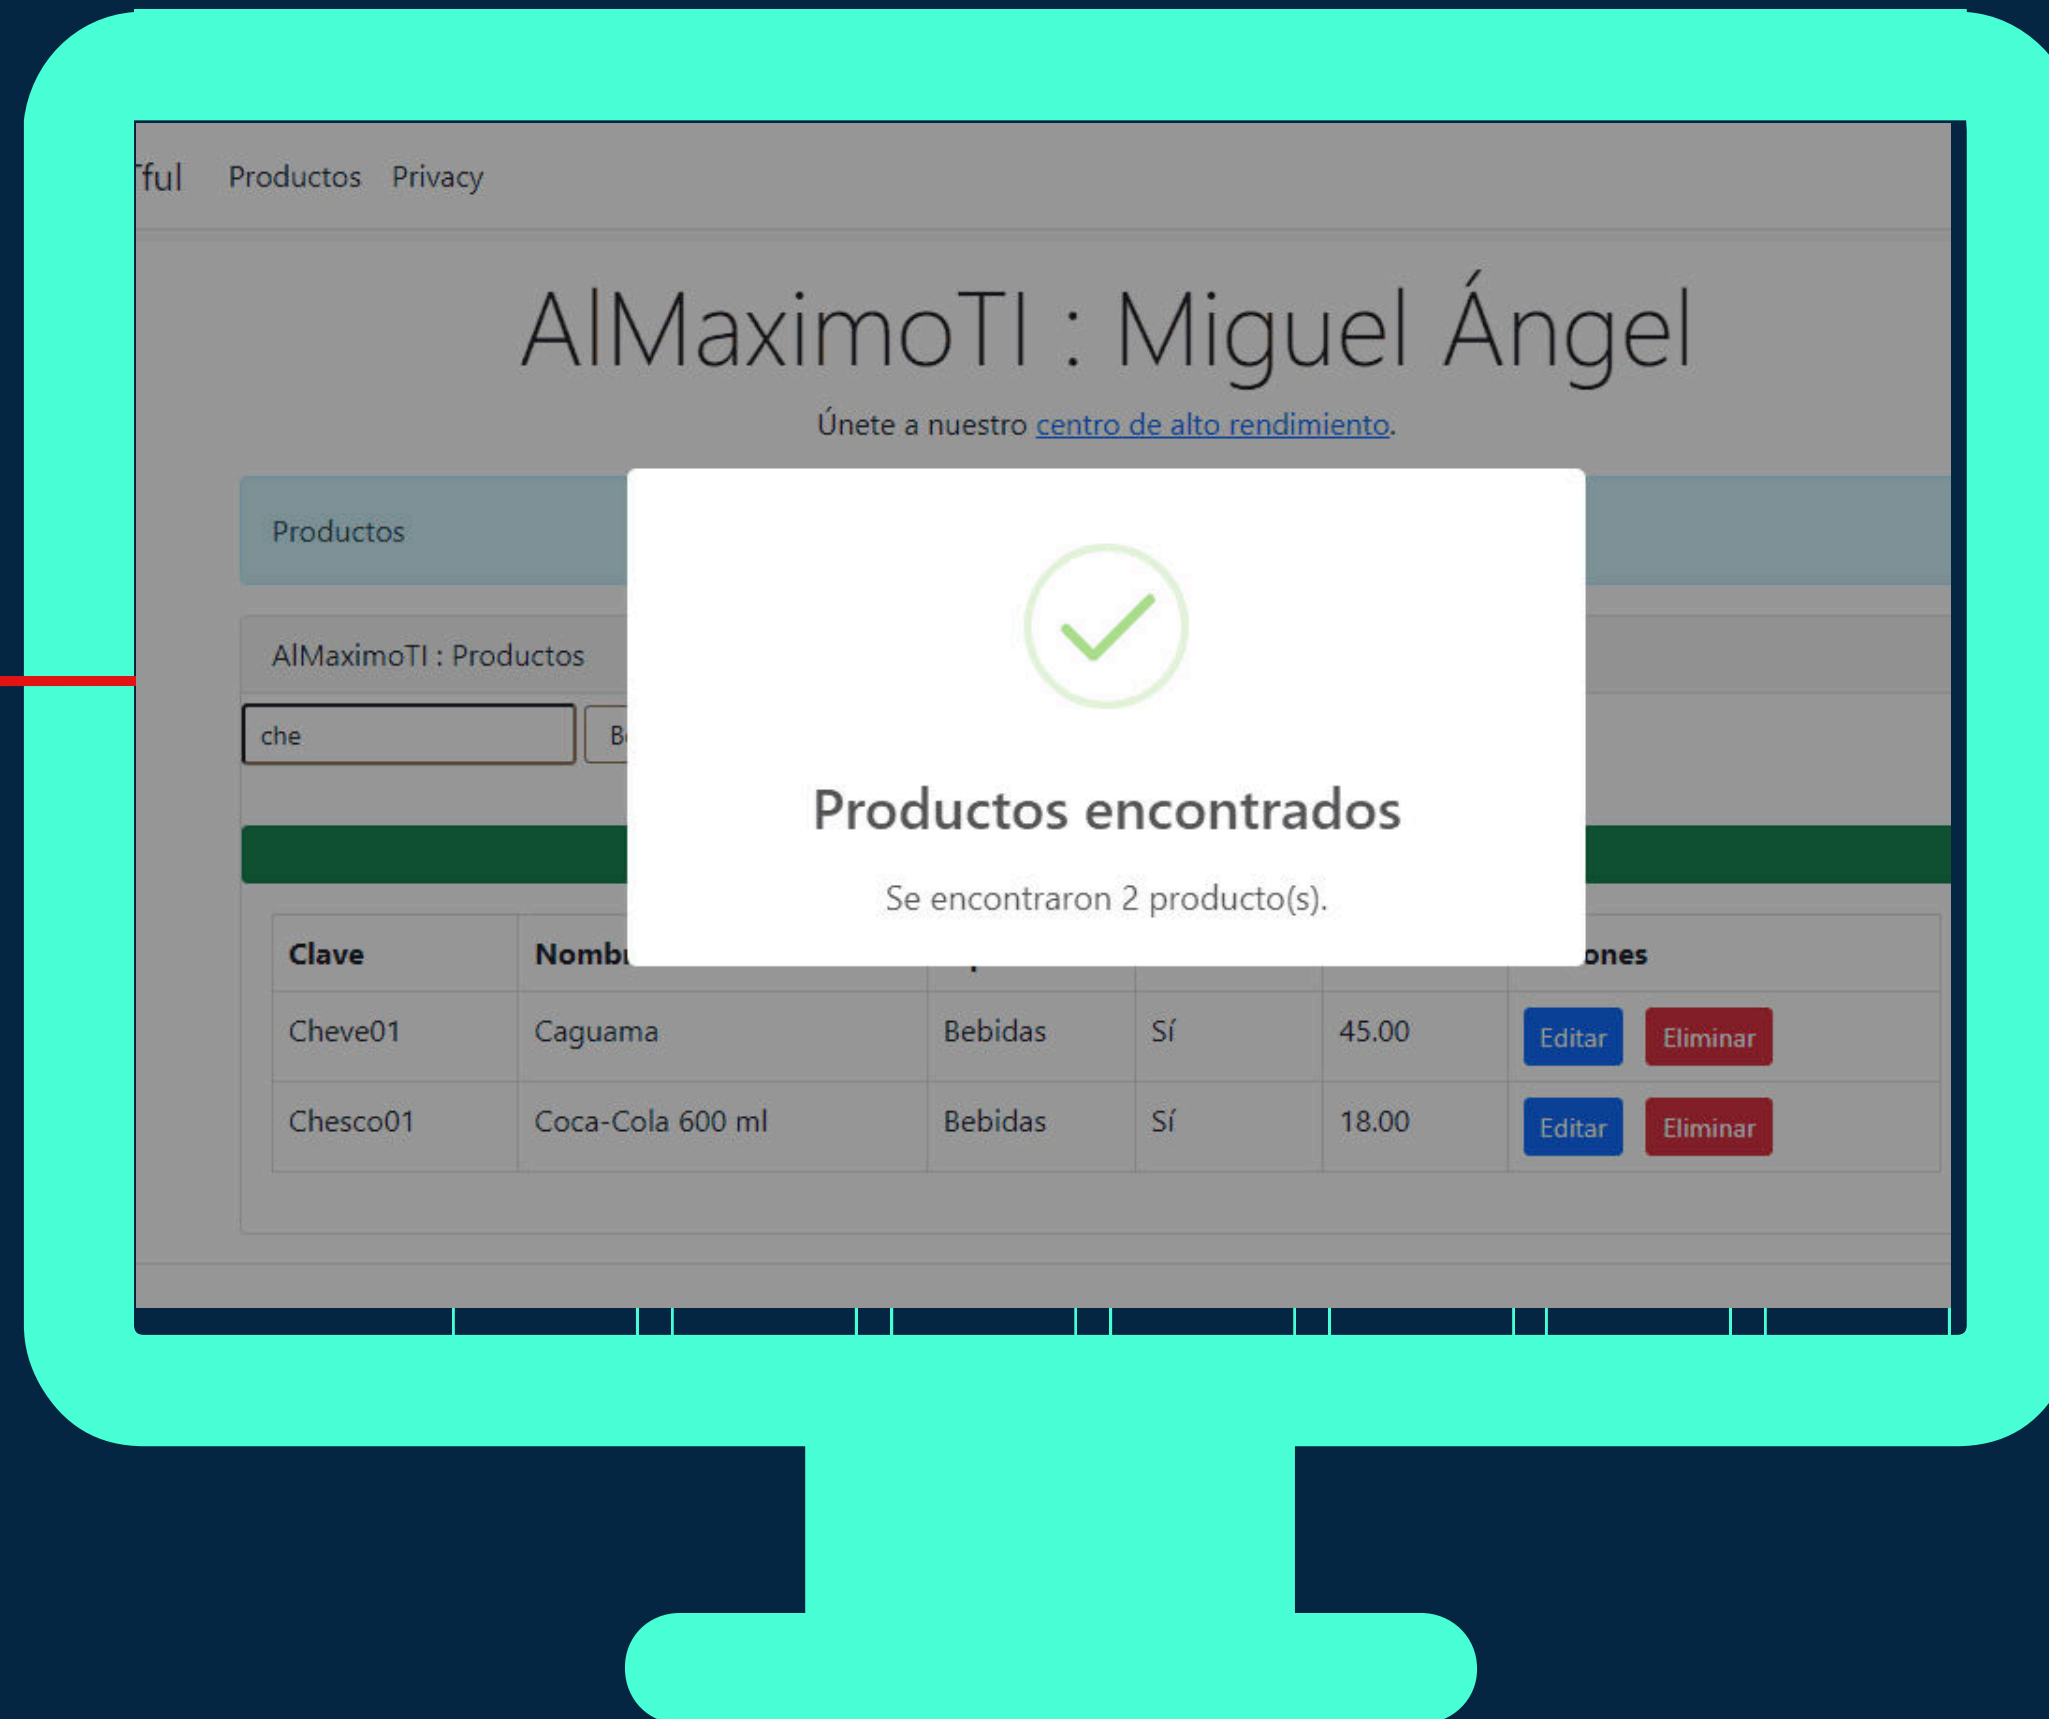 Productos Privacy
AlMaximoTI : Miguel Ángel
Únete a nuestro centro de alto rendimiento.
Productos
AlMaximoTI : Productos
che
Productos encontrados
Se encontraron 2 producto(s).
Clave
Cheve01 Caguama Bebidas Sí 45.00 Editar Eliminar
Chesco01 Coca-Cola 600 ml Bebidas Sí 18.00 Editar Eliminar